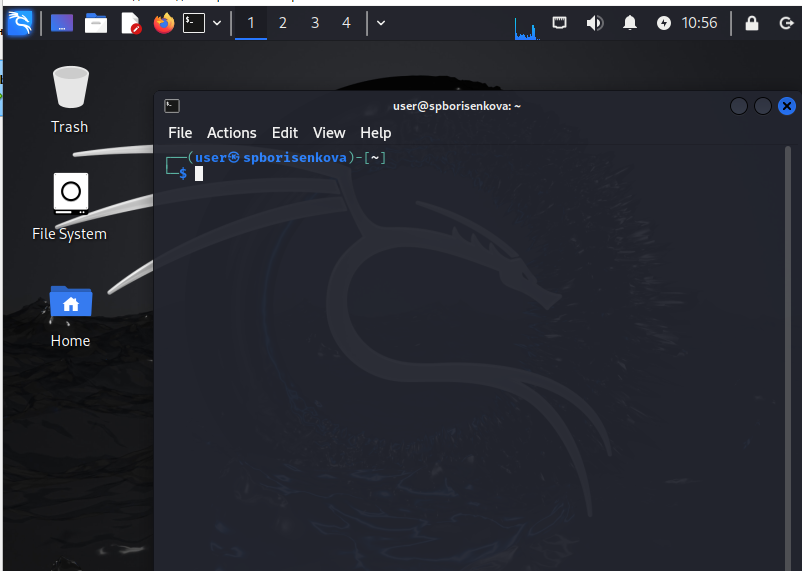 1 2 3 4 10:56
Trash
user@spborisenkova: ~
File Actions Edit View Help
┌──(user㉿spborisenkova)-[~]
└─$
File System
Home